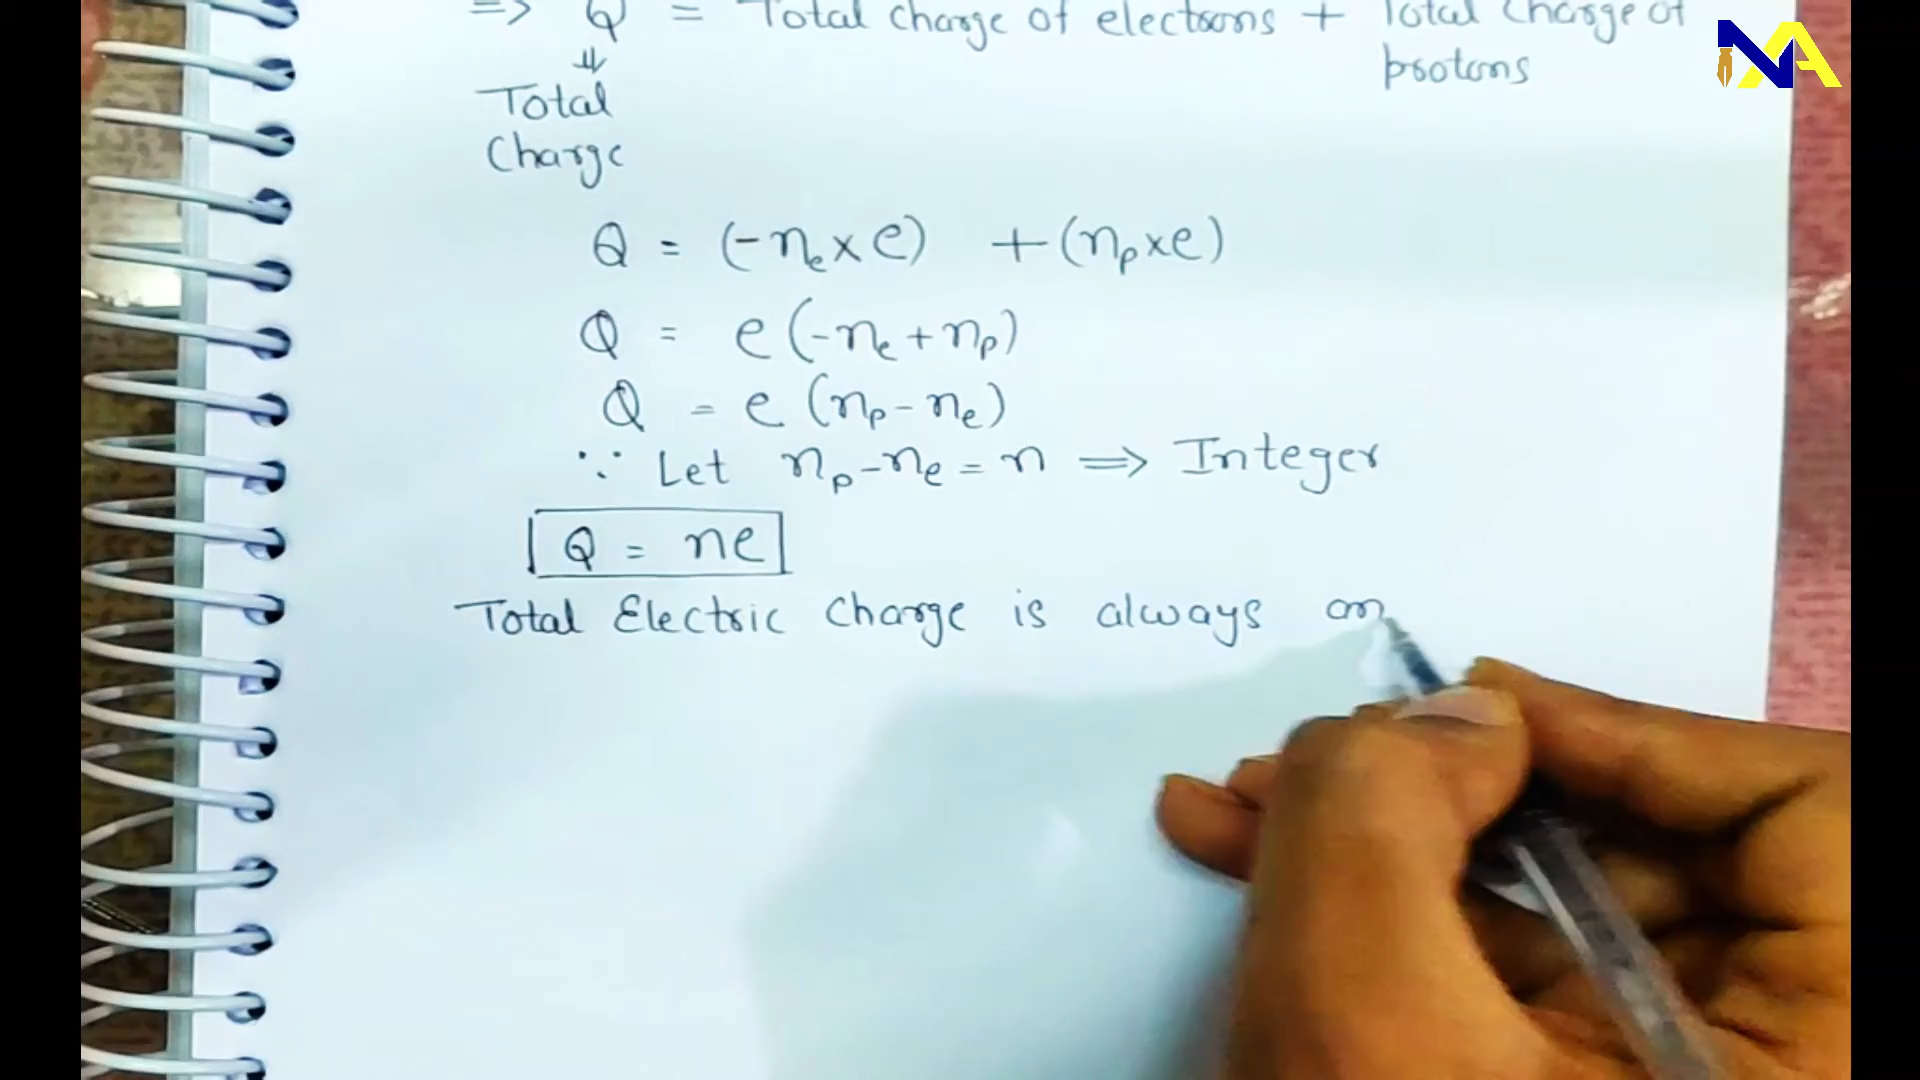 => Q = Total charge of electrons + Total charge of
protons
⇓
Total
Charge
Q = (-nₑ×e) +(nₚ×e)
Q = e(-nₑ+nₚ)
Q = e(nₚ-nₑ)
∵ Let nₚ-nₑ=n => Integer
Q = ne
Total Electric Charge is always an
NA